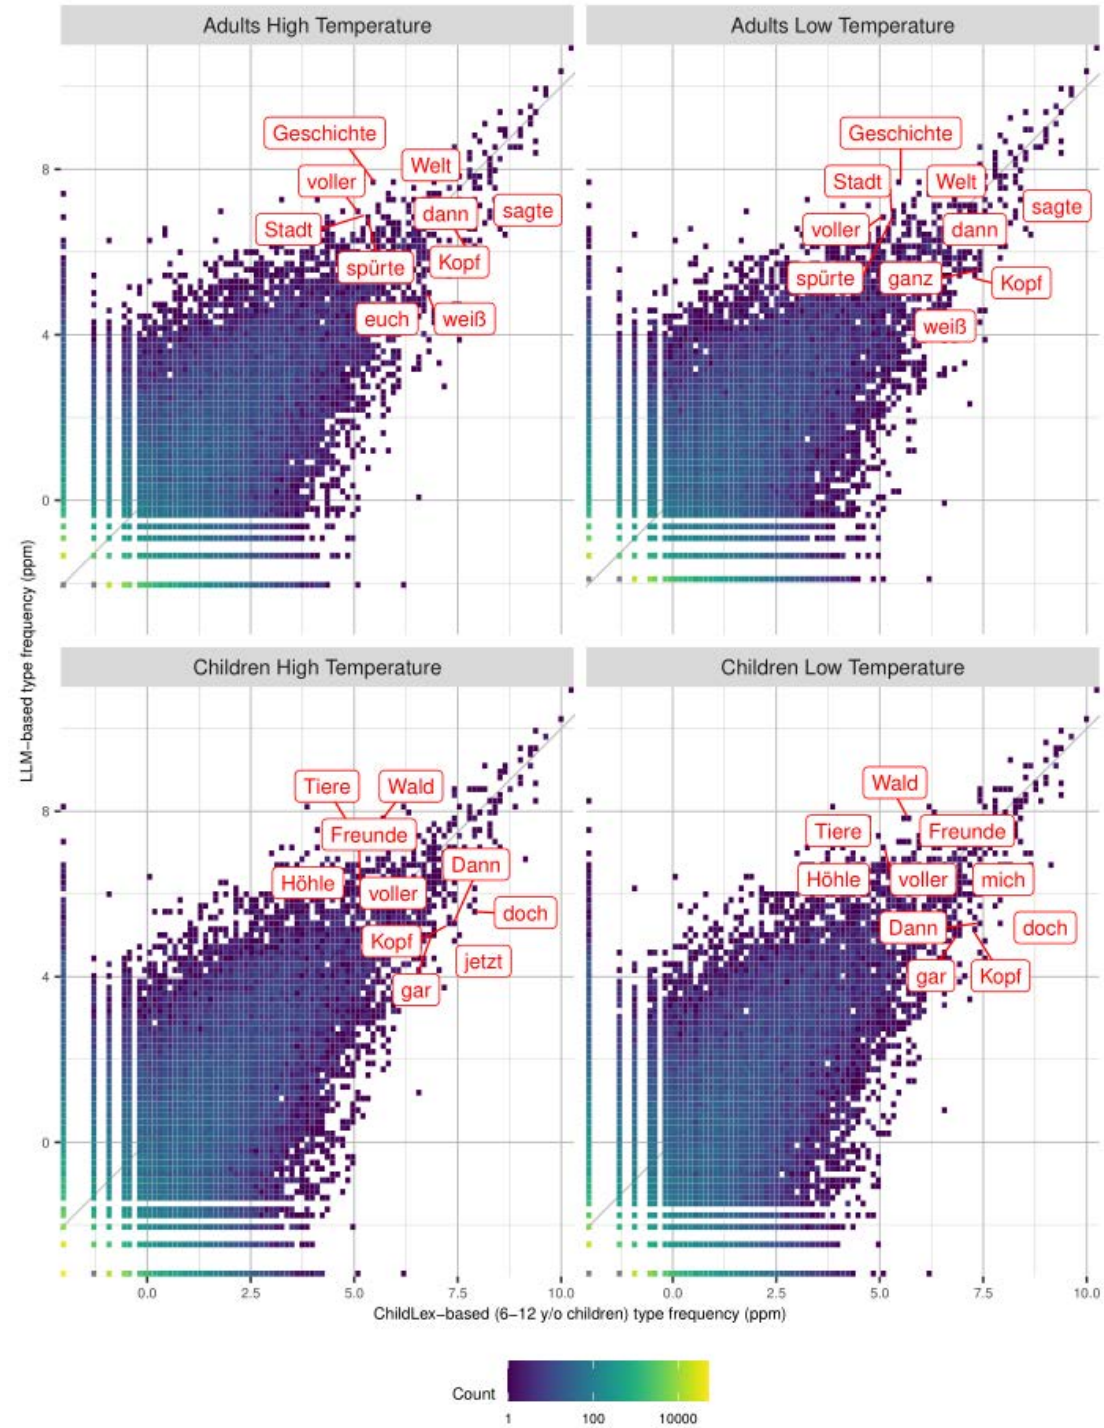 Adults High Temperature
Adults Low Temperature
Geschichte
voller
Welt
Stadt
dann
sagte
spürte
Kopf
euch
weiß
Geschichte
Stadt
Welt
voller
dann
sagte
spürte
ganz
Kopf
weiß
8
4
0
LLM−based type frequency (ppm)
Children High Temperature
Children Low Temperature
Tiere
Wald
Freunde
Dann
Höhle
voller
doch
Kopf
jetzt
gar
Wald
Tiere
Freunde
Höhle
voller
mich
Dann
doch
gar
Kopf
8
4
0
0.0 2.5 5.0 7.5 10.0
0.0 2.5 5.0 7.5 10.0
ChildLex−based (6−12 y/o children) type frequency (ppm)
Count
1 100 10000